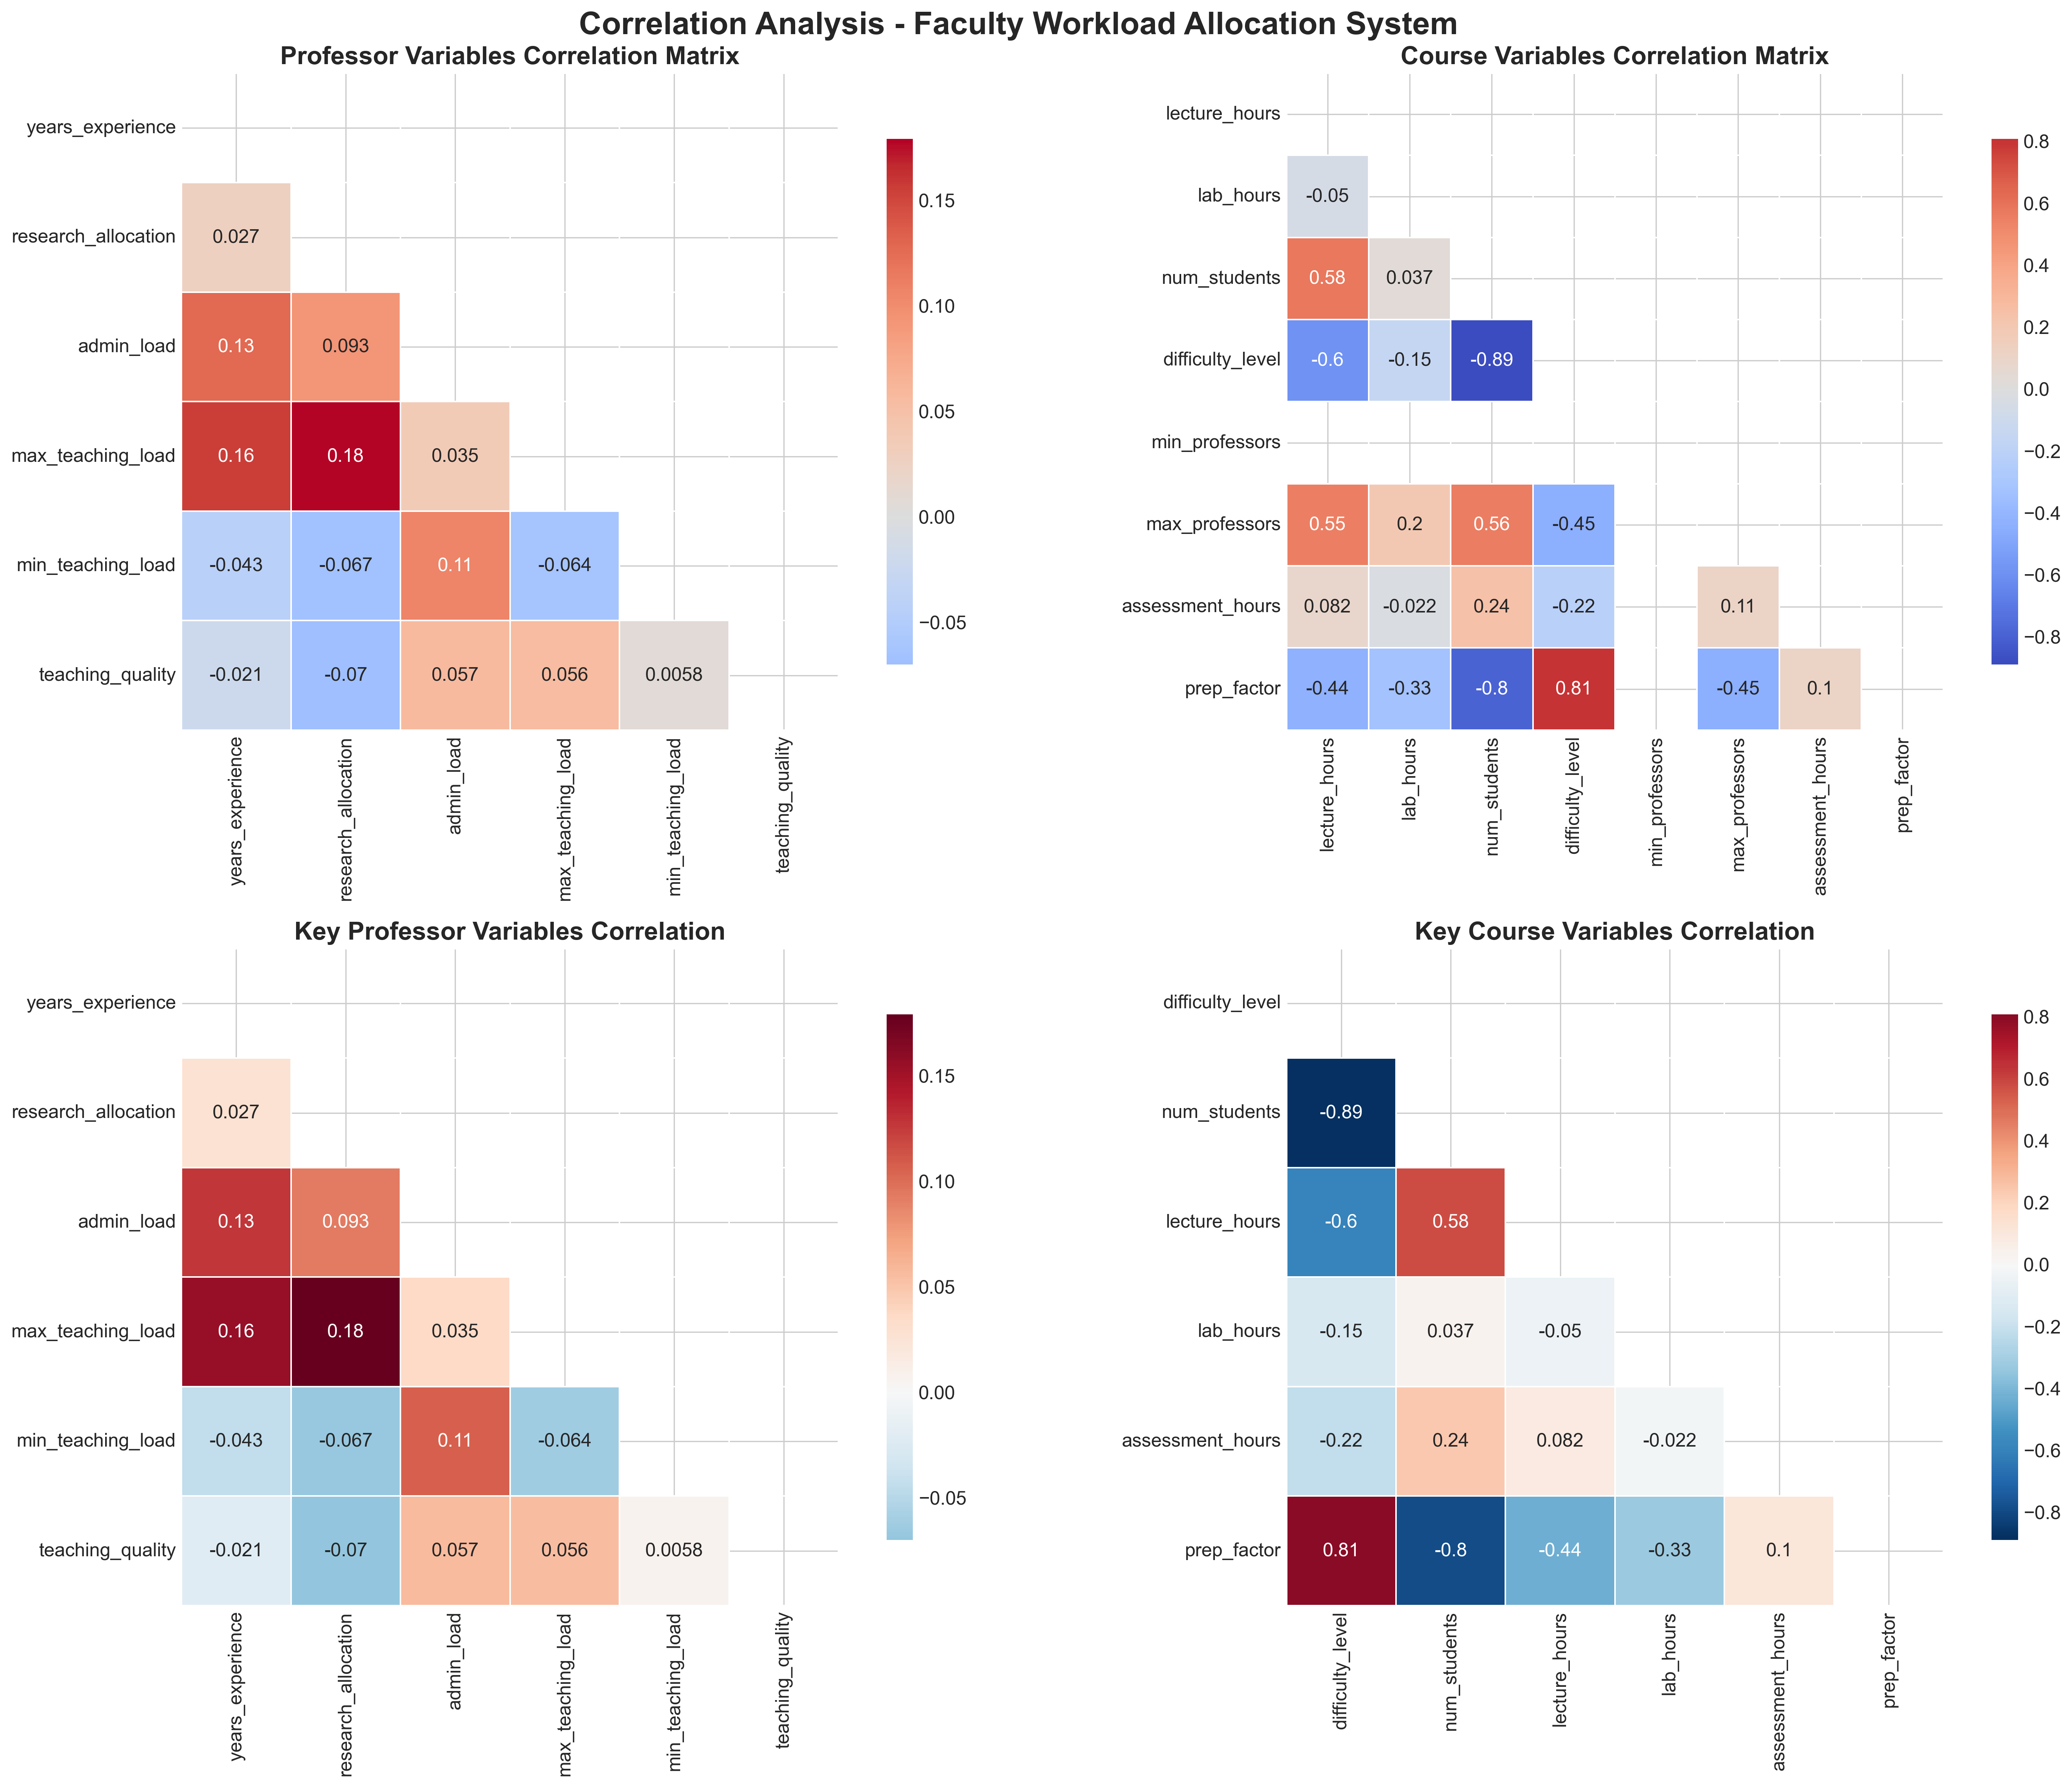 Correlation Analysis - Faculty Workload Allocation System
Professor Variables Correlation Matrix
years_experience
research_allocation 0.027
admin_load 0.13 0.093
max_teaching_load 0.16 0.18 0.035
min_teaching_load -0.043 -0.067 0.11 -0.064
teaching_quality -0.021 -0.07 0.057 0.056 0.0058
years_experience
research_allocation
admin_load
max_teaching_load
min_teaching_load
teaching_quality
0.15
0.10
0.05
0.00
−0.05
Course Variables Correlation Matrix
lecture_hours
lab_hours -0.05
num_students 0.58 0.037
difficulty_level -0.6 -0.15 -0.89
min_professors
max_professors 0.55 0.2 0.56 -0.45
assessment_hours 0.082 -0.022 0.24 -0.22 0.11
prep_factor -0.44 -0.33 -0.8 0.81 -0.45 0.1
lecture_hours
lab_hours
num_students
difficulty_level
min_professors
max_professors
assessment_hours
prep_factor
0.8
0.6
0.4
0.2
0.0
−0.2
−0.4
−0.6
−0.8
Key Professor Variables Correlation
years_experience
research_allocation 0.027
admin_load 0.13 0.093
max_teaching_load 0.16 0.18 0.035
min_teaching_load -0.043 -0.067 0.11 -0.064
teaching_quality -0.021 -0.07 0.057 0.056 0.0058
years_experience
research_allocation
admin_load
max_teaching_load
min_teaching_load
teaching_quality
0.15
0.10
0.05
0.00
−0.05
Key Course Variables Correlation
difficulty_level
num_students -0.89
lecture_hours -0.6 0.58
lab_hours -0.15 0.037 -0.05
assessment_hours -0.22 0.24 0.082 -0.022
prep_factor 0.81 -0.8 -0.44 -0.33 0.1
difficulty_level
num_students
lecture_hours
lab_hours
assessment_hours
prep_factor
0.8
0.6
0.4
0.2
0.0
−0.2
−0.4
−0.6
−0.8